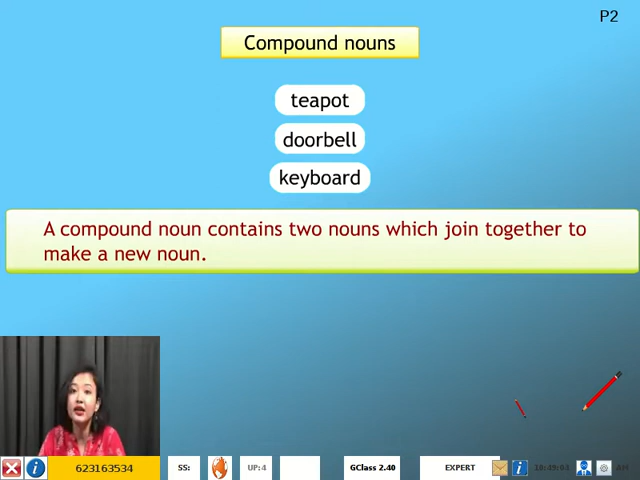 P2
Compound nouns
teapot
doorbell
keyboard
A compound noun contains two nouns which join together to
make a new noun.
623163534
SS:
UP:4
GClass 2.40
EXPERT
AM